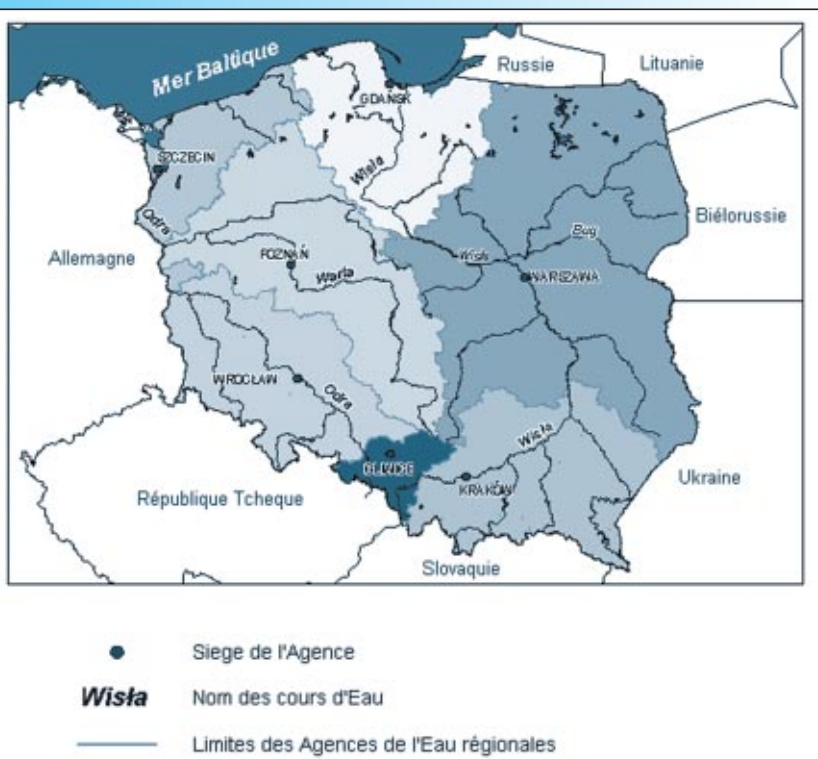 Mer Baltique
Russie
Lituanie
GDAŃSK
SZCZECIN
Wisła
Odra
Biélorussie
Bug
Allemagne
POZNAŃ
Wisła
Warta
WARSZAWA
WROCŁAW
Odra
Wisła
GLIWICE
KRAKÓW
Ukraine
République Tcheque
Slovaquie
Siege de l'Agence
Wisła
Nom des cours d'Eau
Limites des Agences de l'Eau régionales